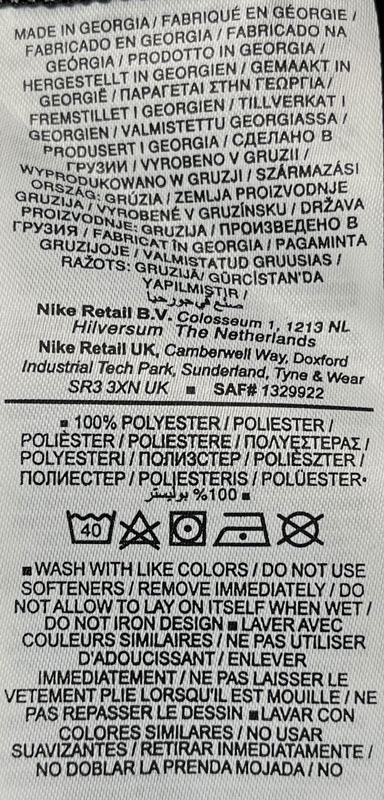 MADE IN GEORGIA / FABRIQUÉ EN GÉORGIE /
FABRICADO EN GEORGIA / FABRICADO NA
GEÓRGIA / PRODOTTO IN GEORGIA /
HERGESTELLT IN GEORGIEN / GEMAAKT IN
GEORGIË / ΠΑΡΑΓΕΤΑΙ ΣΤΗΝ ΓΕΩΡΓΙΑ /
FREMSTILLET I GEORGIEN / TILLVERKAT I
GEORGIEN / VALMISTETTU GEORGIASSA /
PRODUSERT I GEORGIA / СДЕЛАНО В
ГРУЗИИ / VYROBENO V GRUZII /
WYPRODUKOWANO W GRUZJI / SZÁRMAZÁSI
ORSZÁG: GRÚZIA / ZEMLJA PROIZVODNJE
GRUZIJA / VYROBENÉ V GRUZÍNSKU / DRŽAVA
PROIZVODNJE: GRUZIJA / ПРОИЗВЕДЕНО В
ГРУЗИЯ / FABRICAT ÎN GEORGIA / PAGAMINTA
GRUZIJOJE / VALMISTATUD GRUUSIAS /
RAŽOTS: GRUZIJĀ / GÜRCİSTAN'DA
YAPILMIŞTIR /
صنع في جورجيا
Nike Retail B.V. Colosseum 1, 1213 NL
Hilversum The Netherlands
Nike Retail UK, Camberwell Way, Doxford
Industrial Tech Park, Sunderland, Tyne & Wear
SR3 3XN UK ■ SAF# 1329922
■ 100% POLYESTER / POLIESTER /
POLIÉSTER / POLIESTERE / ΠΟΛΥΕΣΤΕΡΑΣ /
POLYESTERI / ПОЛИЭСТЕР / POLIÉSZTER /
ПОЛИЕСТЕР / POLJESTERIS / POLÜESTER•
■ %100 بوليستر
40
■ WASH WITH LIKE COLORS / DO NOT USE
SOFTENERS / REMOVE IMMEDIATELY / DO
NOT ALLOW TO LAY ON ITSELF WHEN WET /
DO NOT IRON DESIGN ■ LAVER AVEC
COULEURS SIMILAIRES / NE PAS UTILISER
D'ADOUCISSANT / ENLEVER
IMMEDIATEMENT / NE PAS LAISSER LE
VETEMENT PLIE LORSQU'IL EST MOUILLE / NE
PAS REPASSER LE DESSIN ■ LAVAR CON
COLORES SIMILARES / NO USAR
SUAVIZANTES / RETIRAR INMEDIATAMENTE /
NO DOBLAR LA PRENDA MOJADA / NO